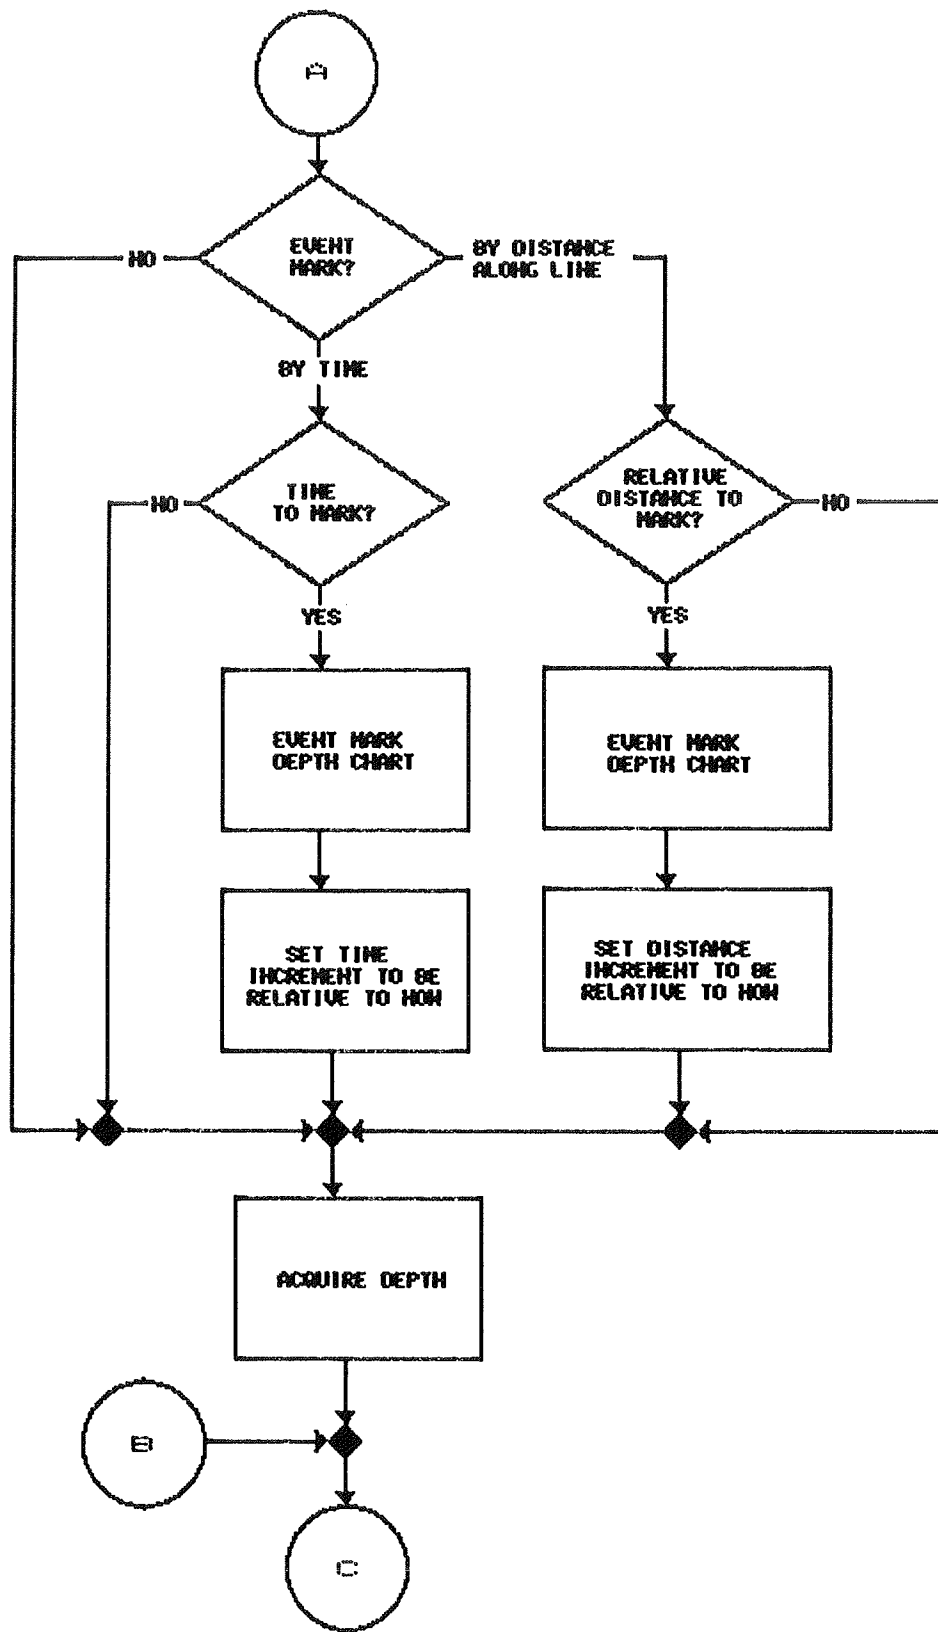 A
EVENT
MARK?
NO
BY DISTANCE
ALONG LINE
BY TIME
TIME
TO MARK?
NO
RELATIVE
DISTANCE TO
MARK?
NO
YES
YES
EVENT MARK
DEPTH CHART
EVENT MARK
DEPTH CHART
SET TIME
INCREMENT TO BE
RELATIVE TO NOW
SET DISTANCE
INCREMENT TO BE
RELATIVE TO NOW
ACQUIRE DEPTH
B
C